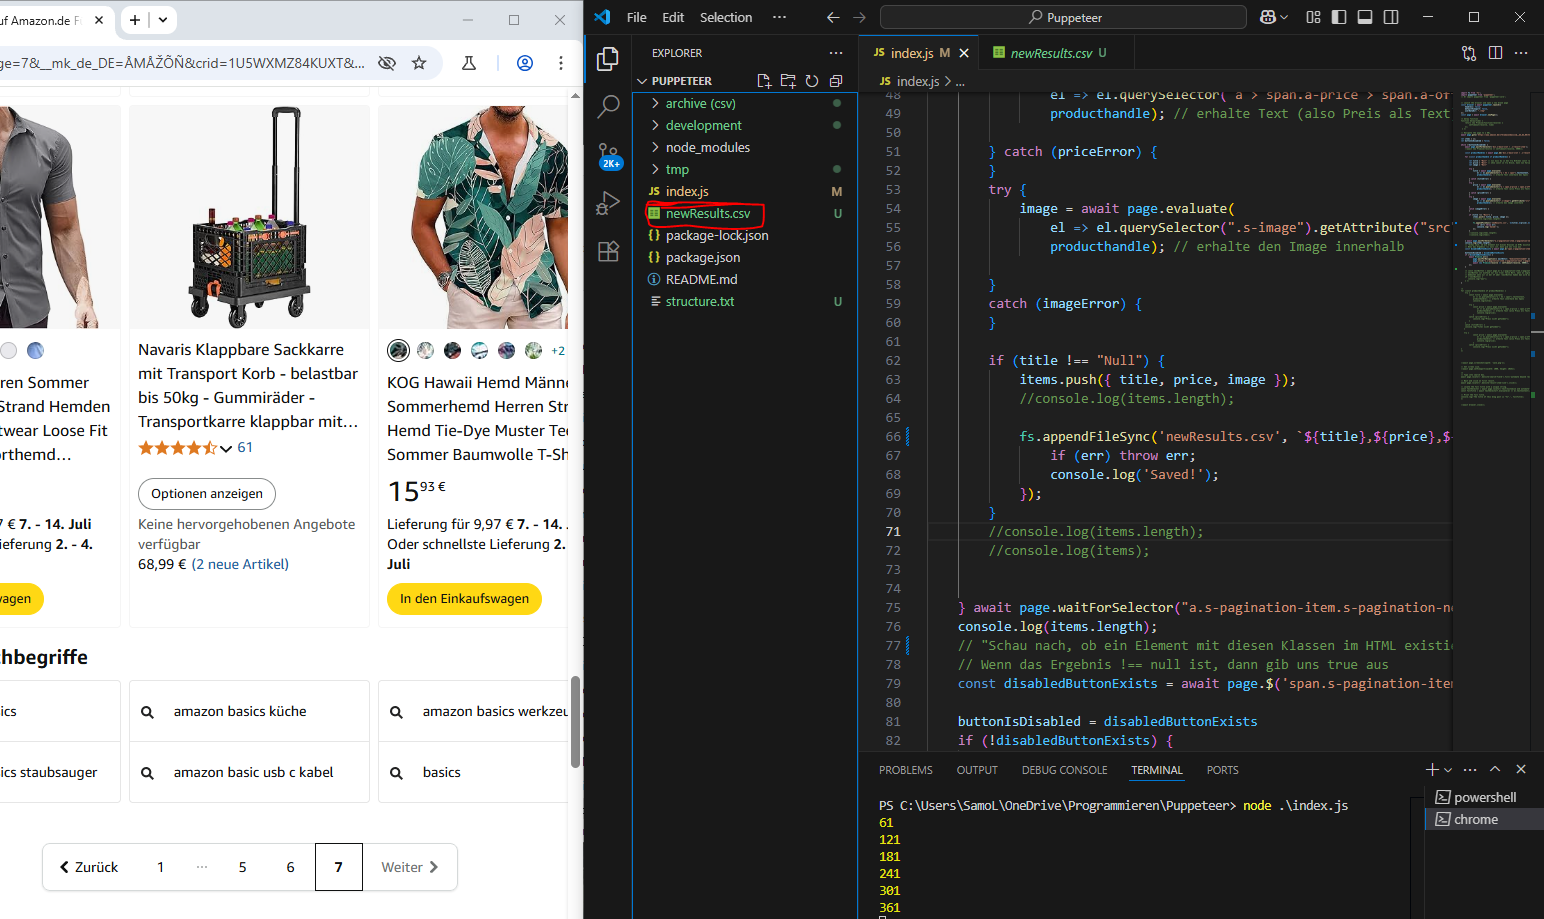 uf Amazon.de
ge=7&__mk_de_DE=ÅMÅŽÕÑ&crid=1U5WXMZ84KUXT&...
ren Sommer
Strand Hemden
twear Loose Fit
orthemd...
€ 7. - 14. Juli
ieferung 2. - 4.
wagen
Navaris Klappbare Sackkarre
mit Transport Korb - belastbar
bis 50kg - Gummiräder -
Transportkarre klappbar mit...
61
Optionen anzeigen
Keine hervorgehobenen Angebote
verfügbar
68,99 € (2 neue Artikel)
+2
KOG Hawaii Hemd Männe
Sommerhemd Herren Str
Hemd Tie-Dye Muster Tee
Sommer Baumwolle T-Sh
15 93 €
Lieferung für 9,97 € 7. - 14.
Oder schnellste Lieferung 2.
Juli
In den Einkaufswagen
hbegriffe
ics
amazon basics küche
amazon basics werkzeu
ics staubsauger
amazon basic usb c kabel
basics
Zurück 1 ... 5 6 7 Weiter
File Edit Selection ...
Puppeteer
EXPLORER
PUPPETEER
archive (csv)
development
node_modules
tmp
index.js M
newResults.csv U
package-lock.json
package.json
README.md
structure.txt U
2K+
JS index.js M
newResults.csv U
JS index.js > ...
48 el => el.querySelector(`a > span.a-price > span.a-of
49 producthandle); // erhalte Text (also Preis als Text
50
51 } catch (priceError) {
52 }
53 try {
54 image = await page.evaluate(
55 el => el.querySelector(".s-image").getAttribute("src"
56 producthandle); // erhalte den Image innerhalb
57
58 }
59 catch (imageError) {
60 }
61
62 if (title !== "Null") {
63 items.push({ title, price, image });
64 //console.log(items.length);
65
66 fs.appendFileSync('newResults.csv', `${title},${price},$
67 if (err) throw err;
68 console.log('Saved!');
69 });
70 }
71 //console.log(items.length);
72 //console.log(items);
73
74
75 } await page.waitForSelector("a.s-pagination-item.s-pagination-ne
76 console.log(items.length);
77 // "Schau nach, ob ein Element mit diesen Klassen im HTML existie
78 // Wenn das Ergebnis !== null ist, dann gib uns true aus
79 const disabledButtonExists = await page.$('span.s-pagination-item
80
81 buttonIsDisabled = disabledButtonExists
82 if (!disabledButtonExists) {
PROBLEMS OUTPUT DEBUG CONSOLE TERMINAL PORTS
PS C:\Users\SamoL\OneDrive\Programmieren\Puppeteer> node .\index.js
61
121
181
241
301
361
powershell
chrome